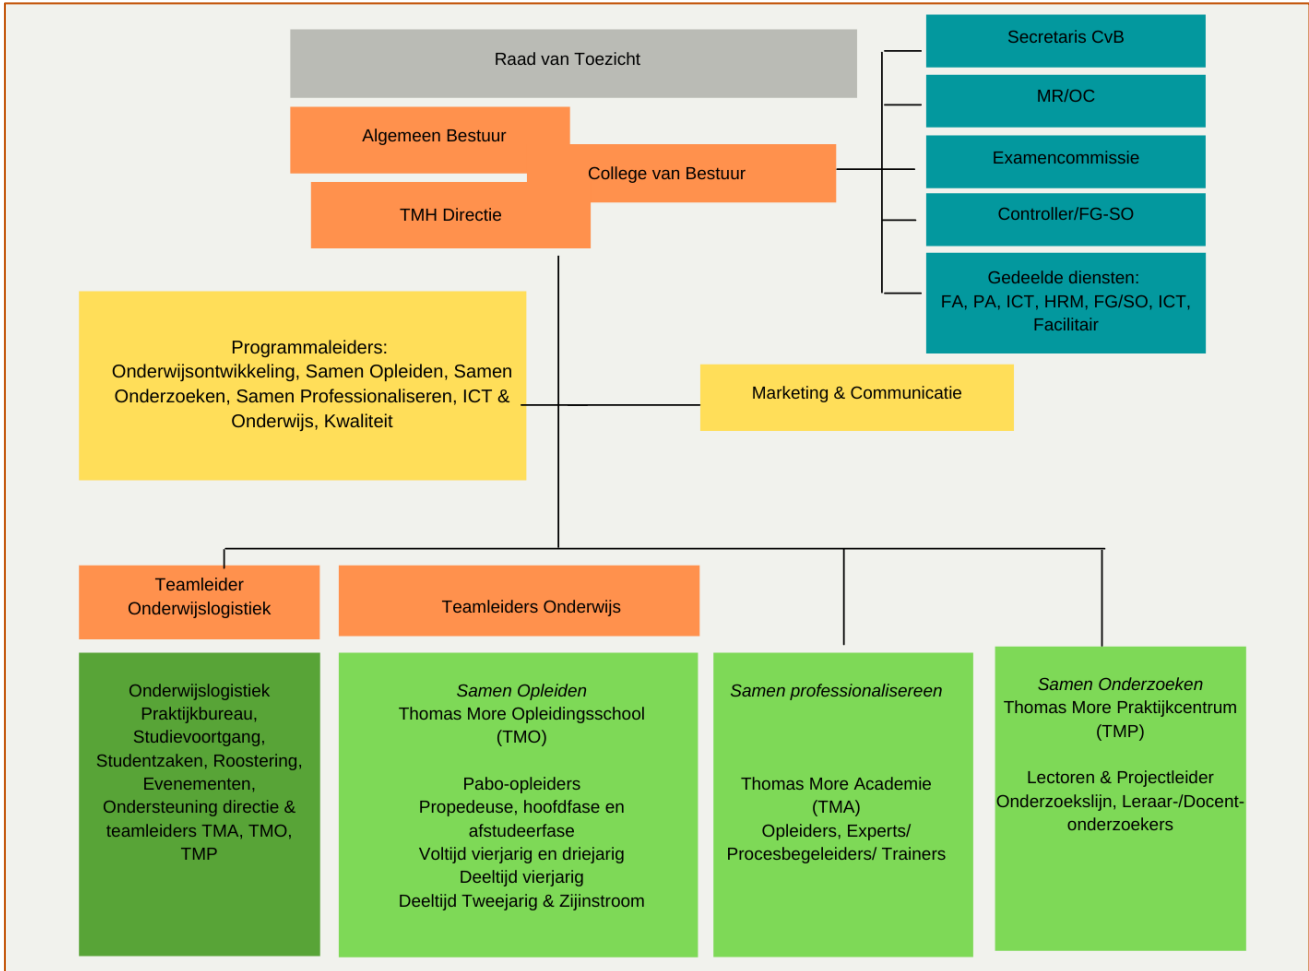 Raad van Toezicht
Algemeen Bestuur
College van Bestuur
TMH Directie
Secretaris CvB
MR/OC
Examencommissie
Controller/FG-SO
Gedeelde diensten:
FA, PA, ICT, HRM, FG/SO, ICT,
Facilitair
Programmaleiders:
Onderwijsontwikkeling, Samen Opleiden, Samen
Onderzoeken, Samen Professionaliseren, ICT &
Onderwijs, Kwaliteit
Marketing & Communicatie
Teamleider
Onderwijslogistiek
Teamleiders Onderwijs
Onderwijslogistiek
Praktijkbureau,
Studievoortgang,
Studentzaken, Roostering,
Evenementen,
Ondersteuning directie &
teamleiders TMA, TMO,
TMP
Samen Opleiden
Thomas More Opleidingsschool
(TMO)
Pabo-opleiders
Propedeuse, hoofdfase en
afstudeerfase
Voltijd vierjarig en driejarig
Deeltijd vierjarig
Deeltijd Tweejarig & Zijinstroom
Samen professionalisereen
Thomas More Academie
(TMA)
Opleiders, Experts/
Procesbegeleiders/ Trainers
Samen Onderzoeken
Thomas More Praktijkcentrum
(TMP)
Lectoren & Projectleider
Onderzoekslijn, Leraar-/Docent-
onderzoekers